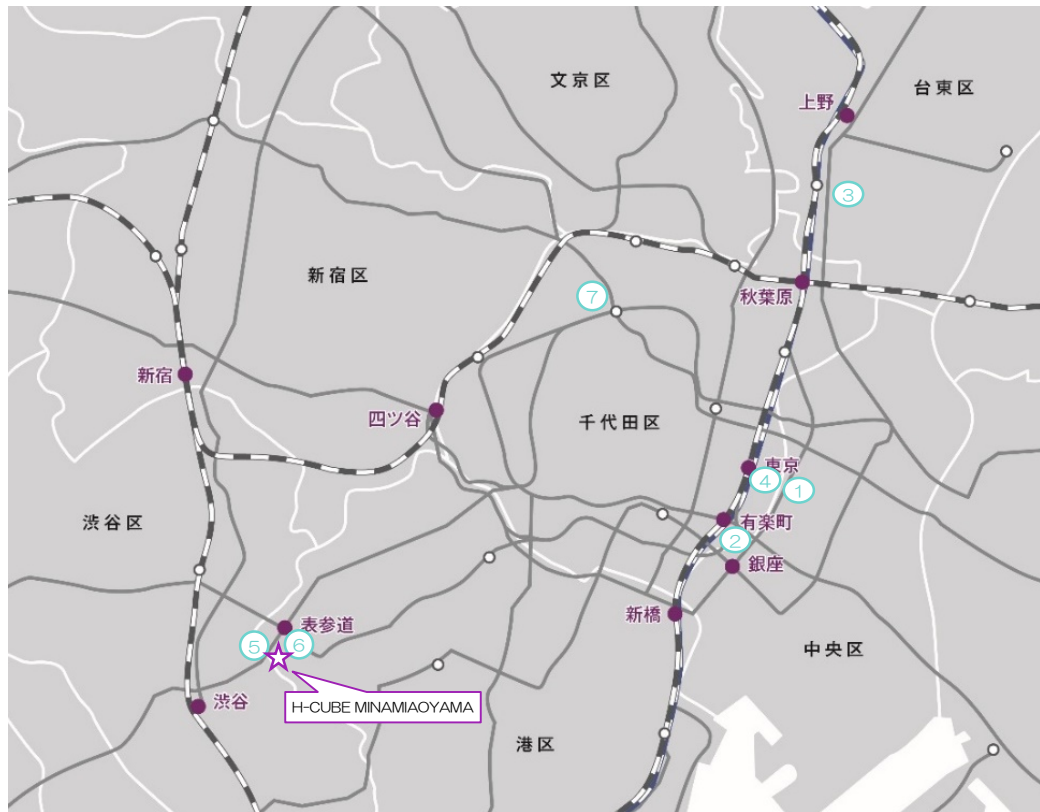 文京区
台東区
上野
③
新宿区
秋葉原
⑦
新宿
四ツ谷
千代田区
東京
④
①
渋谷区
有楽町
②
銀座
新橋
表参道
⑤
⑥
中央区
渋谷
H-CUBE MINAMIAOYAMA
港区